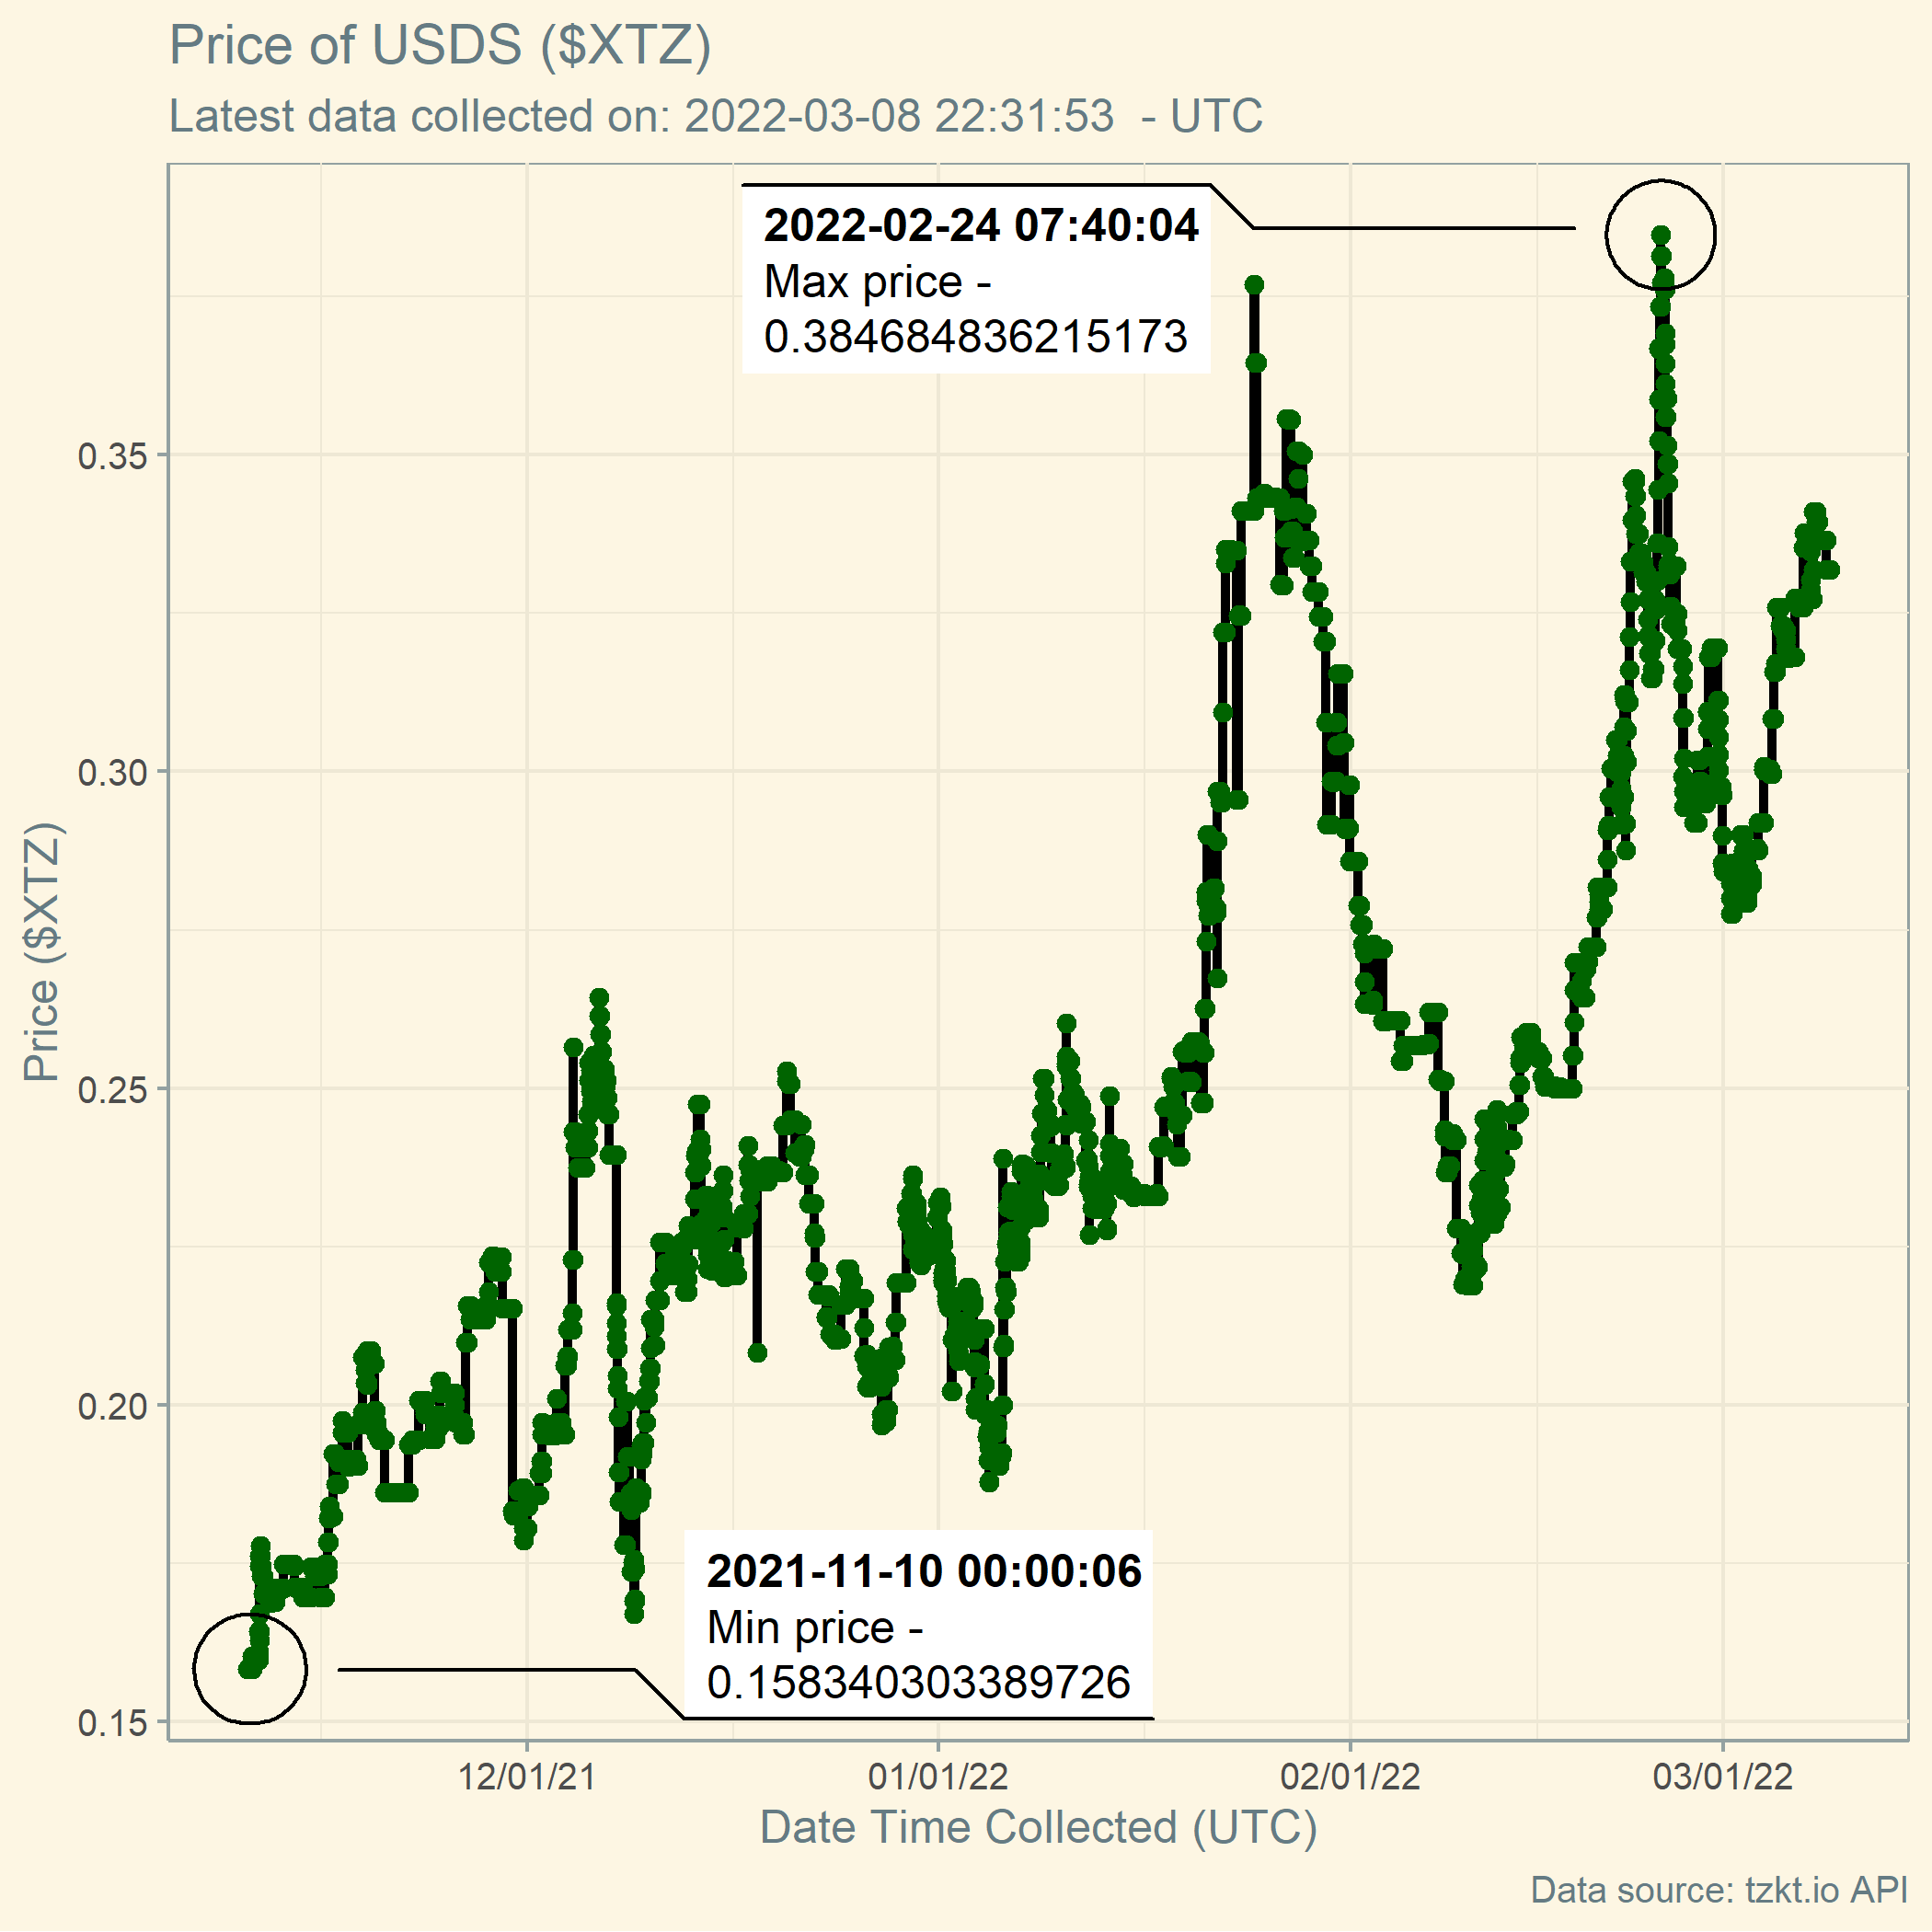 Price of USDS ($XTZ)
Latest data collected on: 2022-03-08 22:31:53  - UTC
2022-02-24 07:40:04
Max price -
0.384684836215173
0.35
0.30
0.25
0.20
0.15
Price ($XTZ)
2021-11-10 00:00:06
Min price -
0.158340303389726
12/01/21
01/01/22
02/01/22
03/01/22
Date Time Collected (UTC)
Data source: tzkt.io API